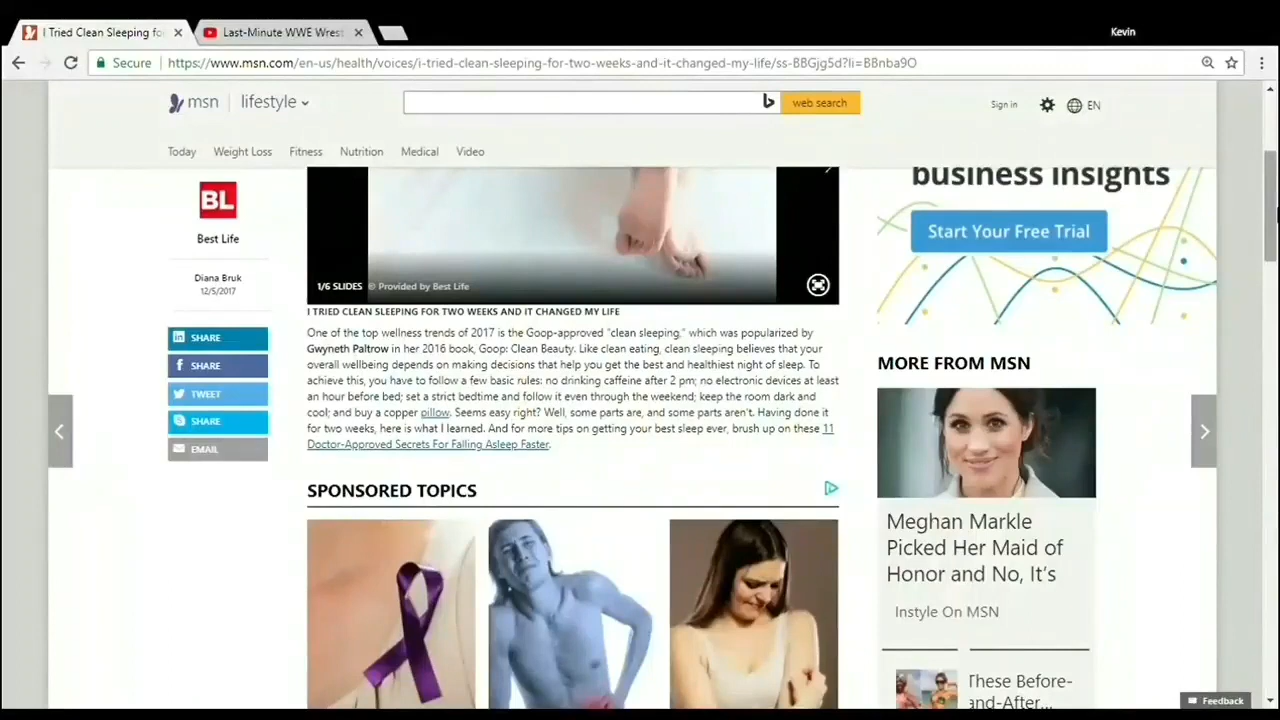 I Tried Clean Sleeping fo
Last-Minute WWE Wrest
Kevin
Secure
https://www.msn.com/en-us/health/voices/i-tried-clean-sleeping-for-two-weeks-and-it-changed-my-life/ss-BBGjg5d?li=BBnba9O
msn
lifestyle
web search
Sign in
EN
Today
Weight Loss
Fitness
Nutrition
Medical
Video
BL
Best Life
Diana Bruk
12/5/2017
SHARE
SHARE
TWEET
SHARE
EMAIL
1/6 SLIDES © Provided by Best Life
I TRIED CLEAN SLEEPING FOR TWO WEEKS AND IT CHANGED MY LIFE
One of the top wellness trends of 2017 is the Goop-approved "clean sleeping," which was popularized by
Gwyneth Paltrow in her 2016 book, Goop: Clean Beauty. Like clean eating, clean sleeping believes that your
overall wellbeing depends on making decisions that help you get the best and healthiest night of sleep. To
achieve this, you have to follow a few basic rules: no drinking caffeine after 2 pm; no electronic devices at least
an hour before bed; set a strict bedtime and follow it even through the weekend; keep the room dark and
cool; and buy a copper pillow. Seems easy right? Well, some parts are, and some parts aren't. Having done it
for two weeks, here is what I learned. And for more tips on getting your best sleep ever, brush up on these 11
Doctor-Approved Secrets For Falling Asleep Faster.
SPONSORED TOPICS
business insights
Start Your Free Trial
MORE FROM MSN
Meghan Markle
Picked Her Maid of
Honor and No, It's
Instyle On MSN
These Before-
and-After...
Feedback